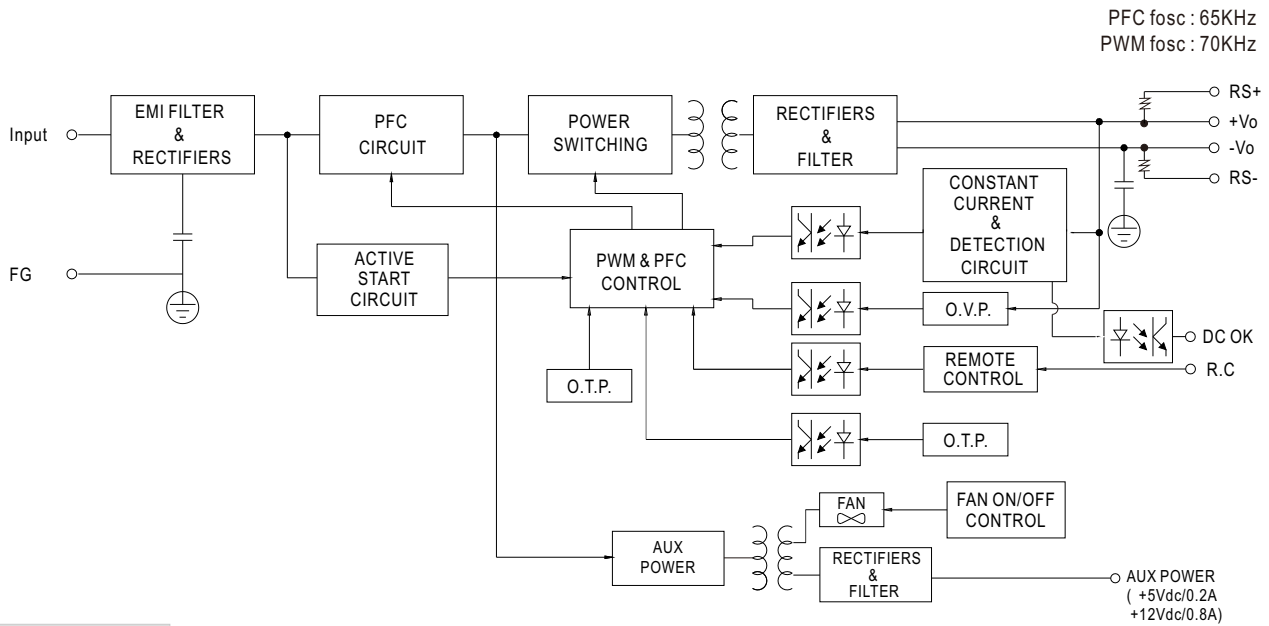 PFC fosc : 65KHz
PWM fosc : 70KHz
Input
EMI FILTER
&
RECTIFIERS
PFC
CIRCUIT
POWER
SWITCHING
RECTIFIERS
&
FILTER
RS+
+Vo
-Vo
RS-
FG
ACTIVE
START
CIRCUIT
PWM & PFC
CONTROL
CONSTANT
CURRENT
&
DETECTION
CIRCUIT
O.V.P.
DC OK
O.T.P.
REMOTE
CONTROL
R.C
O.T.P.
FAN
FAN ON/OFF
CONTROL
AUX
POWER
RECTIFIERS
&
FILTER
AUX POWER
( +5Vdc/0.2A
+12Vdc/0.8A)